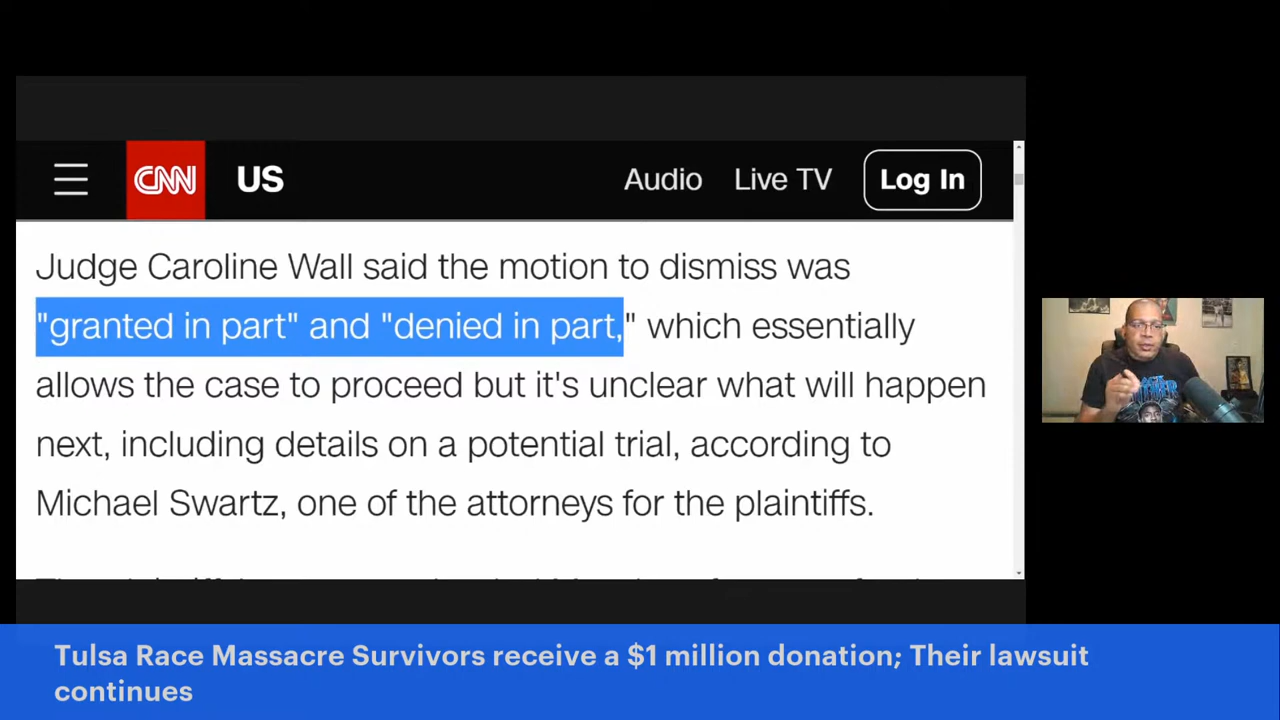 CNN US Audio Live TV Log In
Judge Caroline Wall said the motion to dismiss was
"granted in part" and "denied in part," which essentially
allows the case to proceed but it's unclear what will happen
next, including details on a potential trial, according to
Michael Swartz, one of the attorneys for the plaintiffs.
Tulsa Race Massacre Survivors receive a $1 million donation; Their lawsuit
continues